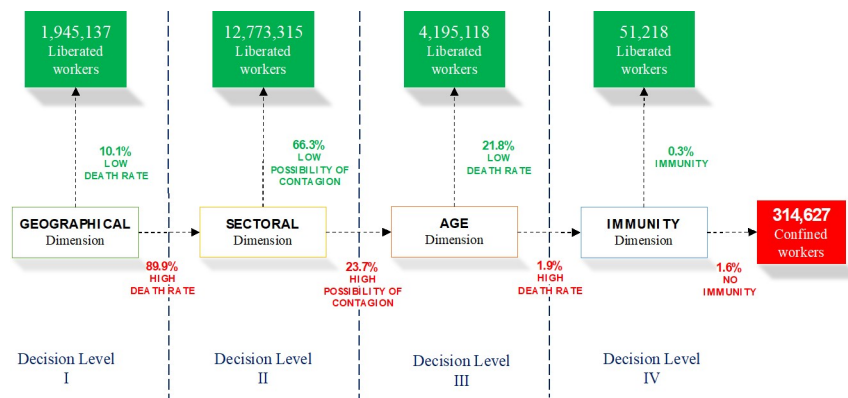 1,945,137
Liberated
workers
12,773,315
Liberated
workers
4,195,118
Liberated
workers
51,218
Liberated
workers
10.1%
LOW
DEATH RATE
66.3%
LOW
POSSIBILITY OF
CONTAGION
21.8%
LOW
DEATH RATE
0.3%
IMMUNITY
GEOGRAPHICAL
Dimension
SECTORAL
Dimension
AGE
Dimension
IMMUNITY
Dimension
314,627
Confined
workers
89.9%
HIGH
DEATH RATE
23.7%
HIGH
POSSIBILITY OF
CONTAGION
1.9%
HIGH
DEATH RATE
1.6%
NO
IMMUNITY
Decision Level
I
Decision Level
II
Decision Level
III
Decision Level
IV